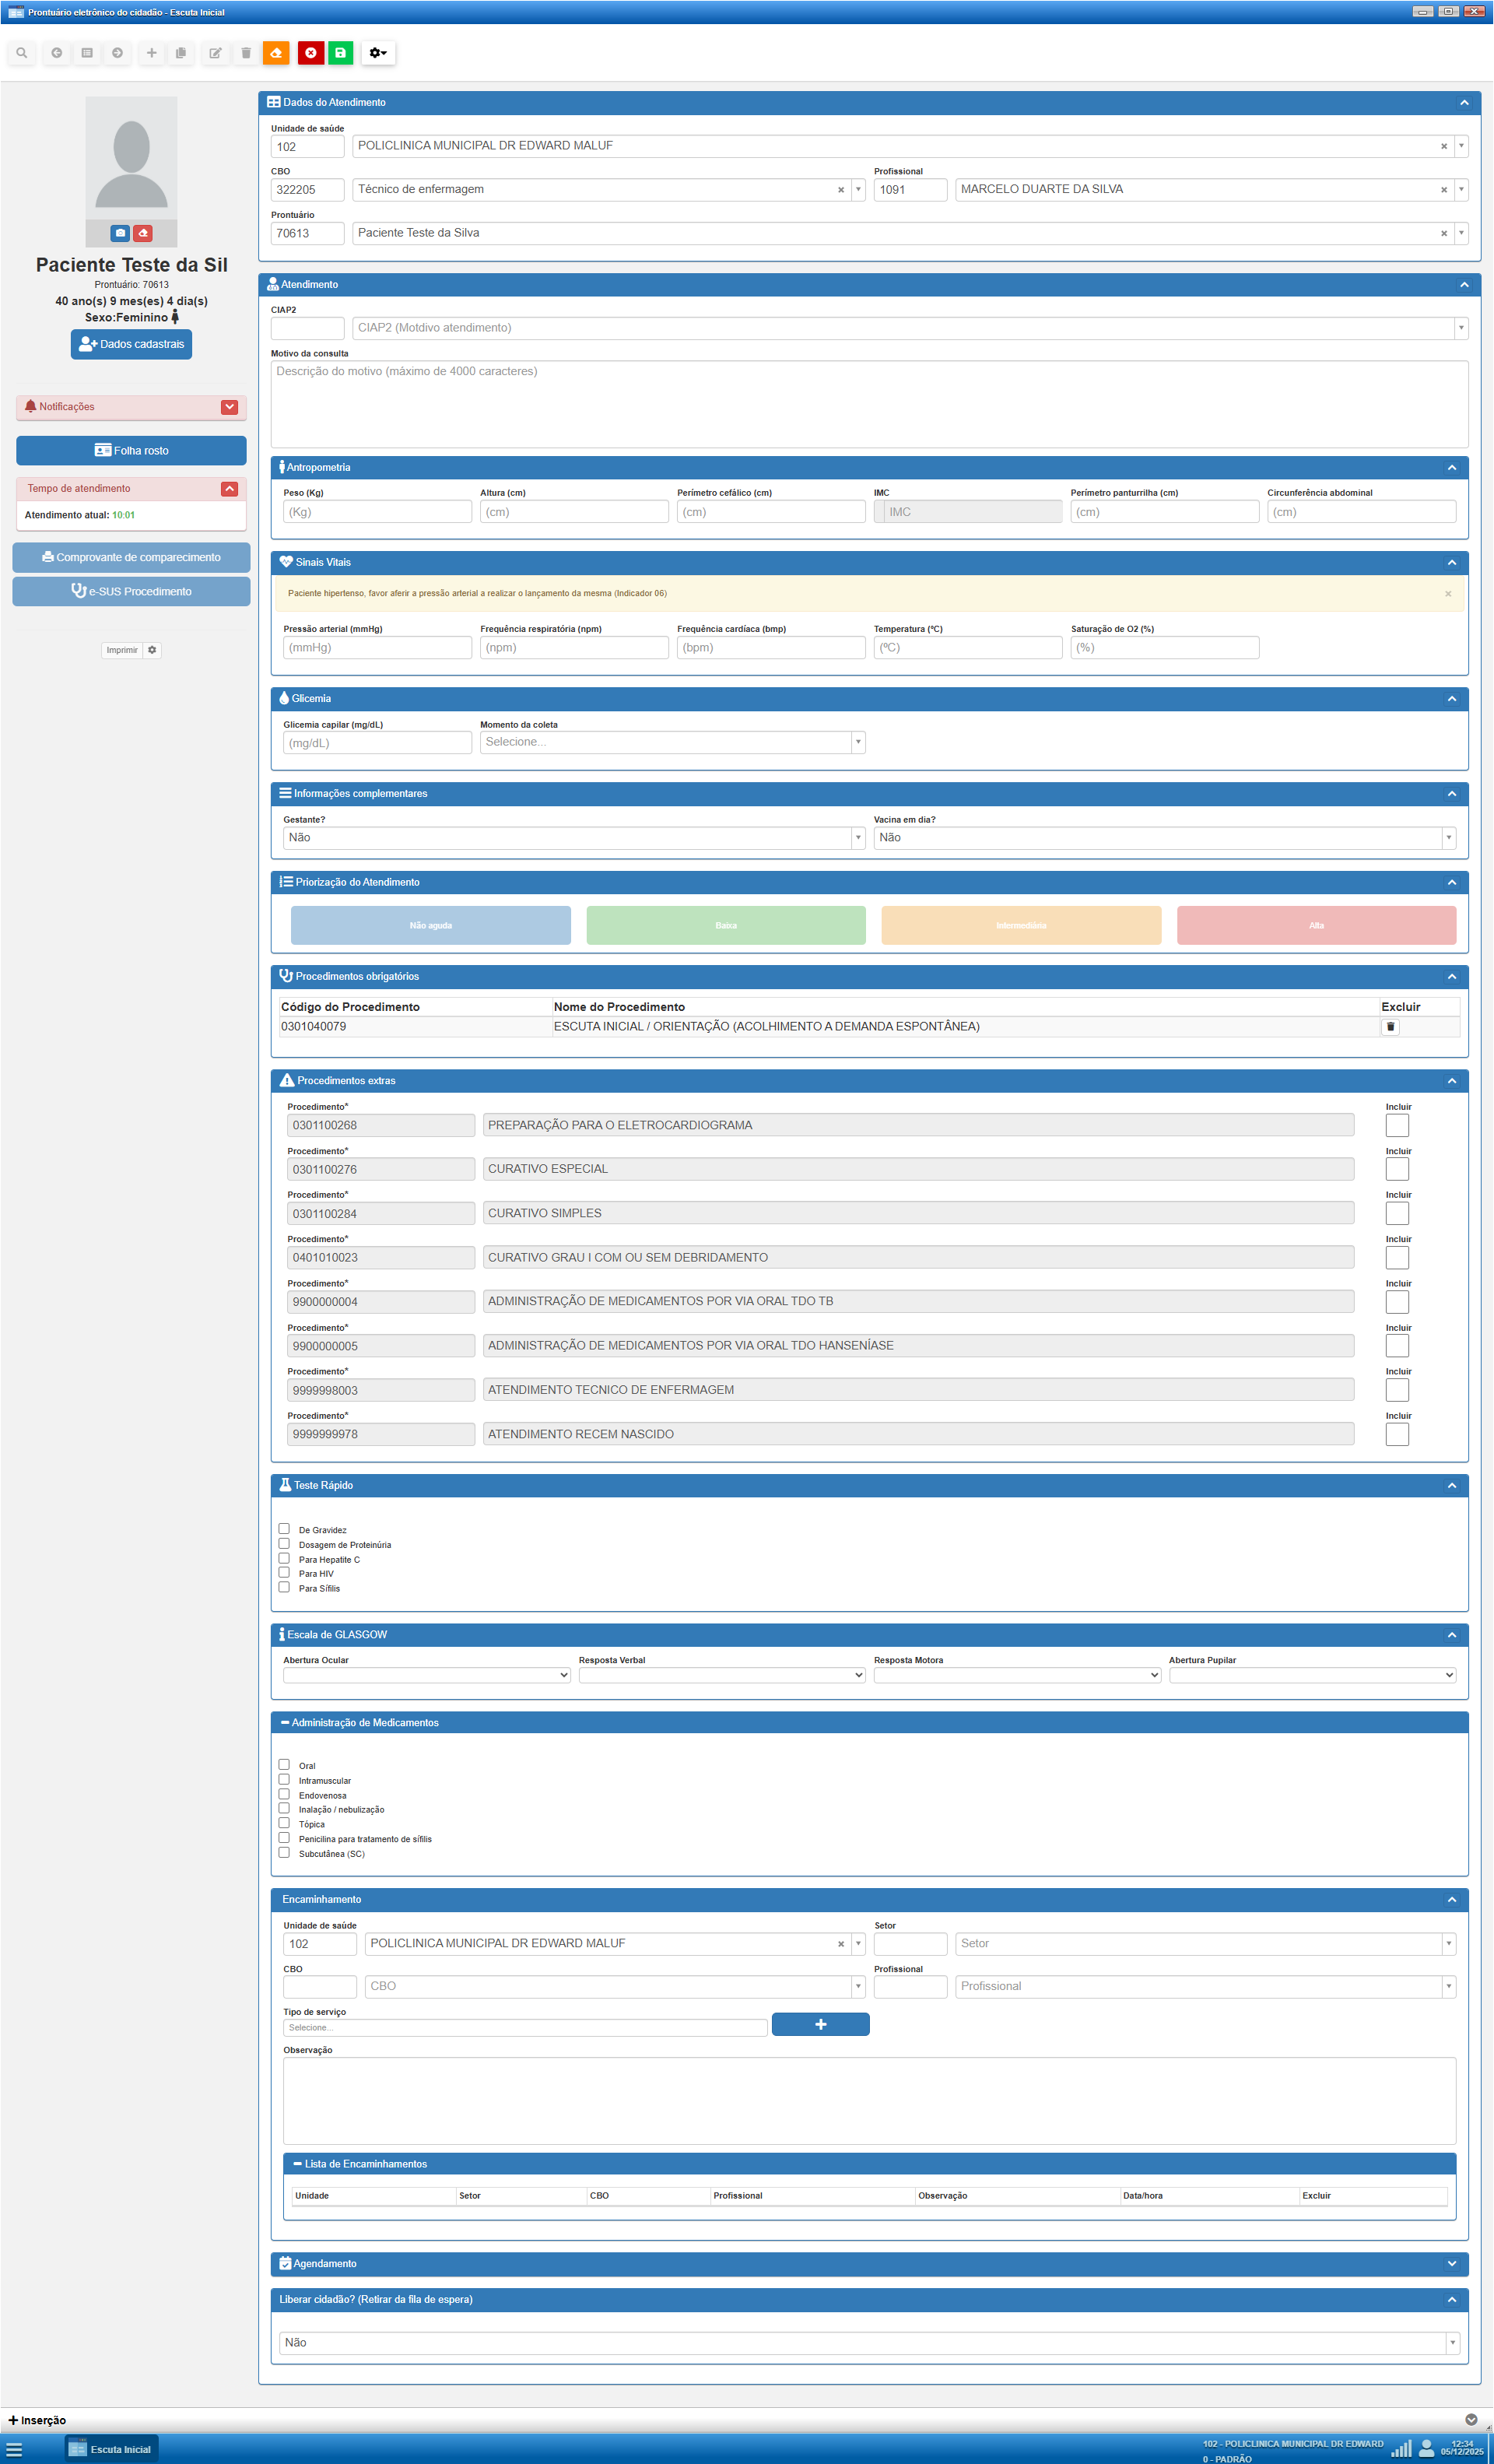 Prontuário eletrônico do cidadão - Escuta Inicial
Paciente Teste da Sil
Prontuário: 70613
40 ano(s) 9 mes(es) 4 dia(s)
Sexo:Feminino
Dados cadastrais
Notificações
Folha rosto
Tempo de atendimento
Atendimento atual: 10:01
Comprovante de comparecimento
e-SUS Procedimento
Imprimir
Dados do Atendimento
Unidade de saúde
102 POLICLINICA MUNICIPAL DR EDWARD MALUF
CBO Profissional
322205 Técnico de enfermagem 1091 MARCELO DUARTE DA SILVA
Prontuário
70613 Paciente Teste da Silva
Atendimento
CIAP2
CIAP2 (Motdivo atendimento)
Motivo da consulta
Descrição do motivo (máximo de 4000 caracteres)
Antropometria
Peso (Kg) Altura (cm) Perímetro cefálico (cm) IMC Perímetro panturrilha (cm) Circunferência abdominal
(Kg) (cm) (cm) IMC (cm) (cm)
Sinais Vitais
Paciente hipertenso, favor aferir a pressão arterial a realizar o lançamento da mesma (Indicador 06)
Pressão arterial (mmHg) Frequência respiratória (npm) Frequência cardíaca (bmp) Temperatura (ºC) Saturação de O2 (%)
(mmHg) (npm) (bpm) (ºC) (%)
Glicemia
Glicemia capilar (mg/dL) Momento da coleta
(mg/dL) Selecione...
Informações complementares
Gestante? Vacina em dia?
Não Não
Priorização do Atendimento
Não aguda Baixa Intermediária Alta
Procedimentos obrigatórios
Código do Procedimento Nome do Procedimento Excluir
0301040079 ESCUTA INICIAL / ORIENTAÇÃO (ACOLHIMENTO A DEMANDA ESPONTÂNEA)
Procedimentos extras
Procedimento* Incluir
0301100268 PREPARAÇÃO PARA O ELETROCARDIOGRAMA
Procedimento* Incluir
0301100276 CURATIVO ESPECIAL
Procedimento* Incluir
0301100284 CURATIVO SIMPLES
Procedimento* Incluir
0401010023 CURATIVO GRAU I COM OU SEM DEBRIDAMENTO
Procedimento* Incluir
9900000004 ADMINISTRAÇÃO DE MEDICAMENTOS POR VIA ORAL TDO TB
Procedimento* Incluir
9900000005 ADMINISTRAÇÃO DE MEDICAMENTOS POR VIA ORAL TDO HANSENÍASE
Procedimento* Incluir
9999998003 ATENDIMENTO TECNICO DE ENFERMAGEM
Procedimento* Incluir
9999999978 ATENDIMENTO RECEM NASCIDO
Teste Rápido
De Gravidez
Dosagem de Proteinúria
Para Hepatite C
Para HIV
Para Sífilis
Escala de GLASGOW
Abertura Ocular Resposta Verbal Resposta Motora Abertura Pupilar
Administração de Medicamentos
Oral
Intramuscular
Endovenosa
Inalação / nebulização
Tópica
Penicilina para tratamento de sífilis
Subcutânea (SC)
Encaminhamento
Unidade de saúde Setor
102 POLICLINICA MUNICIPAL DR EDWARD MALUF Setor
CBO Profissional
CBO Profissional
Tipo de serviço
Selecione...
Observação
Lista de Encaminhamentos
Unidade Setor CBO Profissional Observação Data/hora Excluir
Agendamento
Liberar cidadão? (Retirar da fila de espera)
Não
Inserção
Escuta Inicial
102 - POLICLINICA MUNICIPAL DR EDWARD
0 - PADRÃO
12:34
05/12/2025